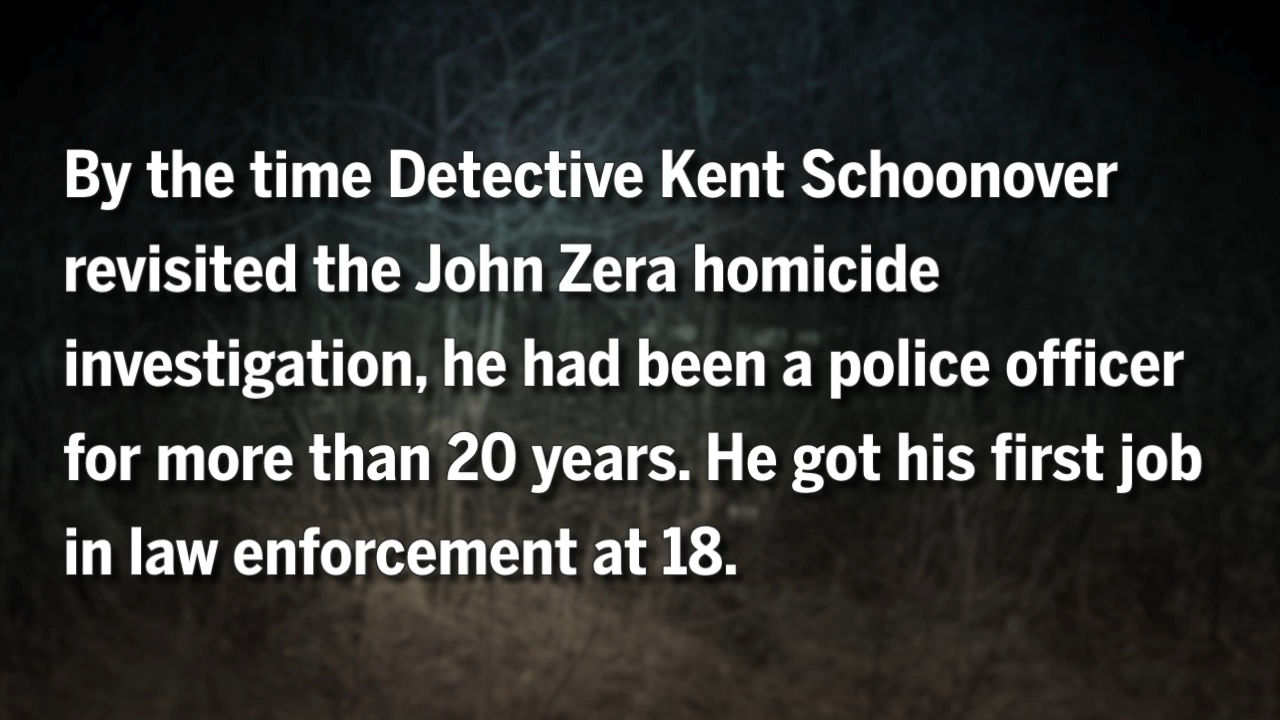 By the time Detective Kent Schoonover
revisited the John Zera homicide
investigation, he had been a police officer
for more than 20 years. He got his first job
in law enforcement at 18.